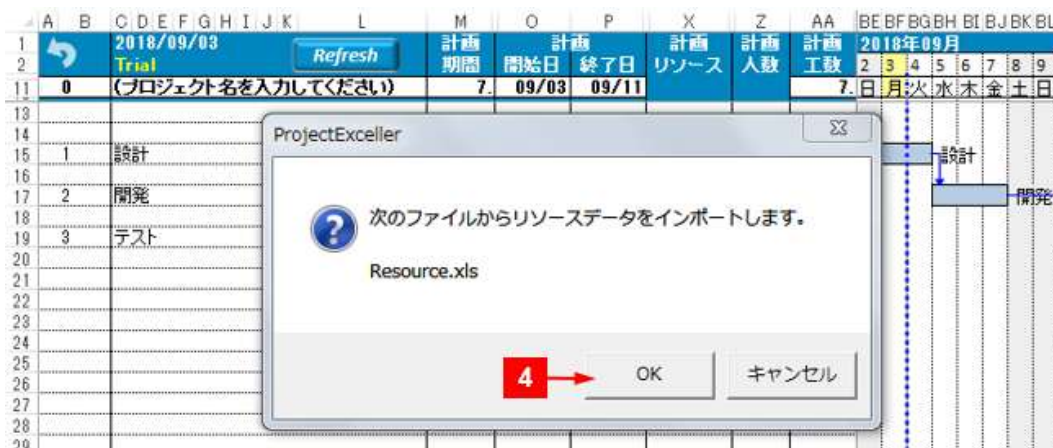 A B C D E F G H I J K L M O P X Z AA BE BF BG BH BI BJ BK BL
1 2018/09/03 Refresh 計画 計画 計画 計画 計画 2018年09月
2 Trial 期間 開始日 終了日 リソース 人数 工数 2 3 4 5 6 7 8 9
11 0 (プロジェクト名を入力してください) 7. 09/03 09/11 7. 日 月 火 水 木 金 土 日
13
14
15 1 設計 設計
16
17 2 開発 開発
18
19 3 テスト
20
21
22
23
24
25
26
27
28
29
ProjectExceller
次のファイルからリソースデータをインポートします。
Resource.xls
4 OK キャンセル